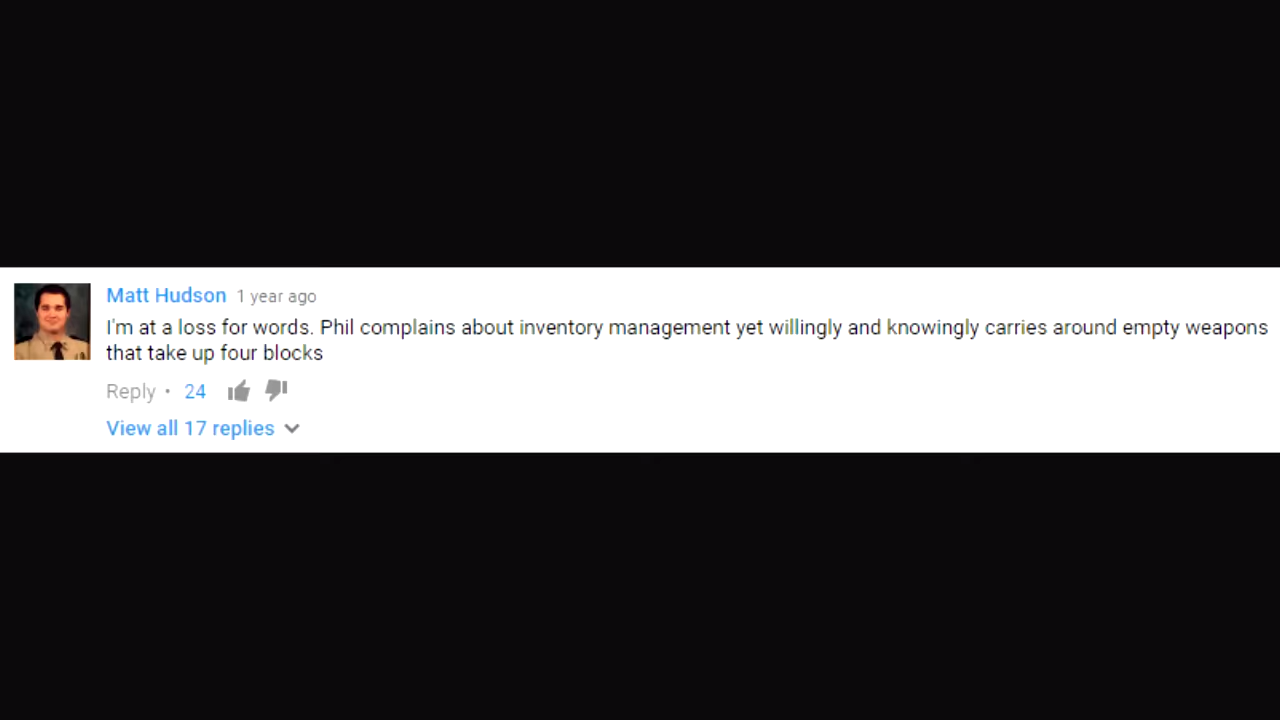 Matt Hudson 1 year ago
I'm at a loss for words. Phil complains about inventory management yet willingly and knowingly carries around empty weapons
that take up four blocks
Reply • 24
View all 17 replies